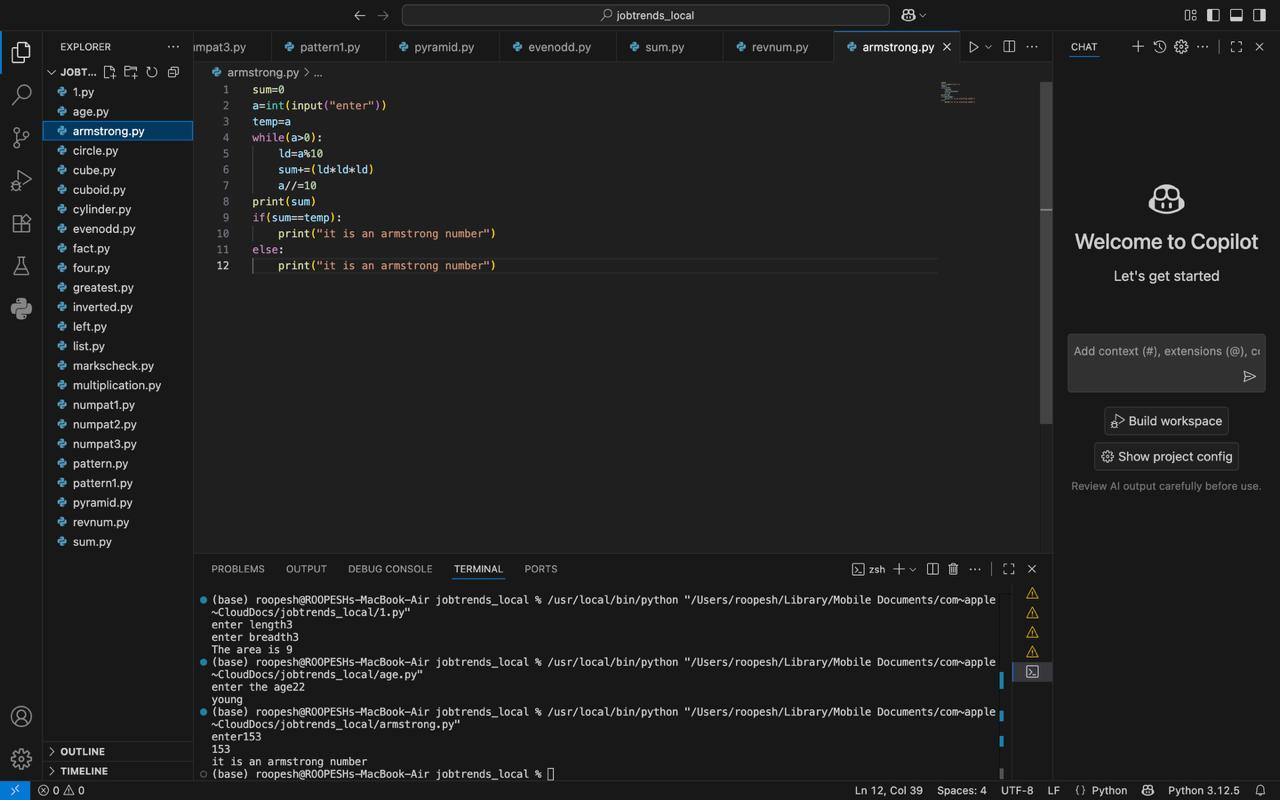 jobtrends_local
EXPLORER
JOBT...
1.py
age.py
armstrong.py
circle.py
cube.py
cuboid.py
cylinder.py
evenodd.py
fact.py
four.py
greatest.py
inverted.py
left.py
list.py
markscheck.py
multiplication.py
numpat1.py
numpat2.py
numpat3.py
pattern.py
pattern1.py
pyramid.py
revnum.py
sum.py
OUTLINE
TIMELINE
umpat3.py pattern1.py pyramid.py evenodd.py sum.py revnum.py armstrong.py
armstrong.py > ...
1 sum=0
2 a=int(input("enter"))
3 temp=a
4 while(a>0):
5     ld=a%10
6     sum+=(ld*ld*ld)
7     a//=10
8 print(sum)
9 if(sum==temp):
10     print("it is an armstrong number")
11 else:
12     print("it is an armstrong number")
PROBLEMS OUTPUT DEBUG CONSOLE TERMINAL PORTS
zsh
(base) roopesh@ROOPESHs-MacBook-Air jobtrends_local % /usr/local/bin/python "/Users/roopesh/Library/Mobile Documents/com~apple
~CloudDocs/jobtrends_local/1.py"
enter length3
enter breadth3
The area is 9
(base) roopesh@ROOPESHs-MacBook-Air jobtrends_local % /usr/local/bin/python "/Users/roopesh/Library/Mobile Documents/com~apple
~CloudDocs/jobtrends_local/age.py"
enter the age22
young
(base) roopesh@ROOPESHs-MacBook-Air jobtrends_local % /usr/local/bin/python "/Users/roopesh/Library/Mobile Documents/com~apple
~CloudDocs/jobtrends_local/armstrong.py"
enter153
153
it is an armstrong number
(base) roopesh@ROOPESHs-MacBook-Air jobtrends_local %
CHAT
Welcome to Copilot
Let's get started
Add context (#), extensions (@), co
Build workspace
Show project config
Review AI output carefully before use.
0 0
Ln 12, Col 39 Spaces: 4 UTF-8 LF {} Python Python 3.12.5